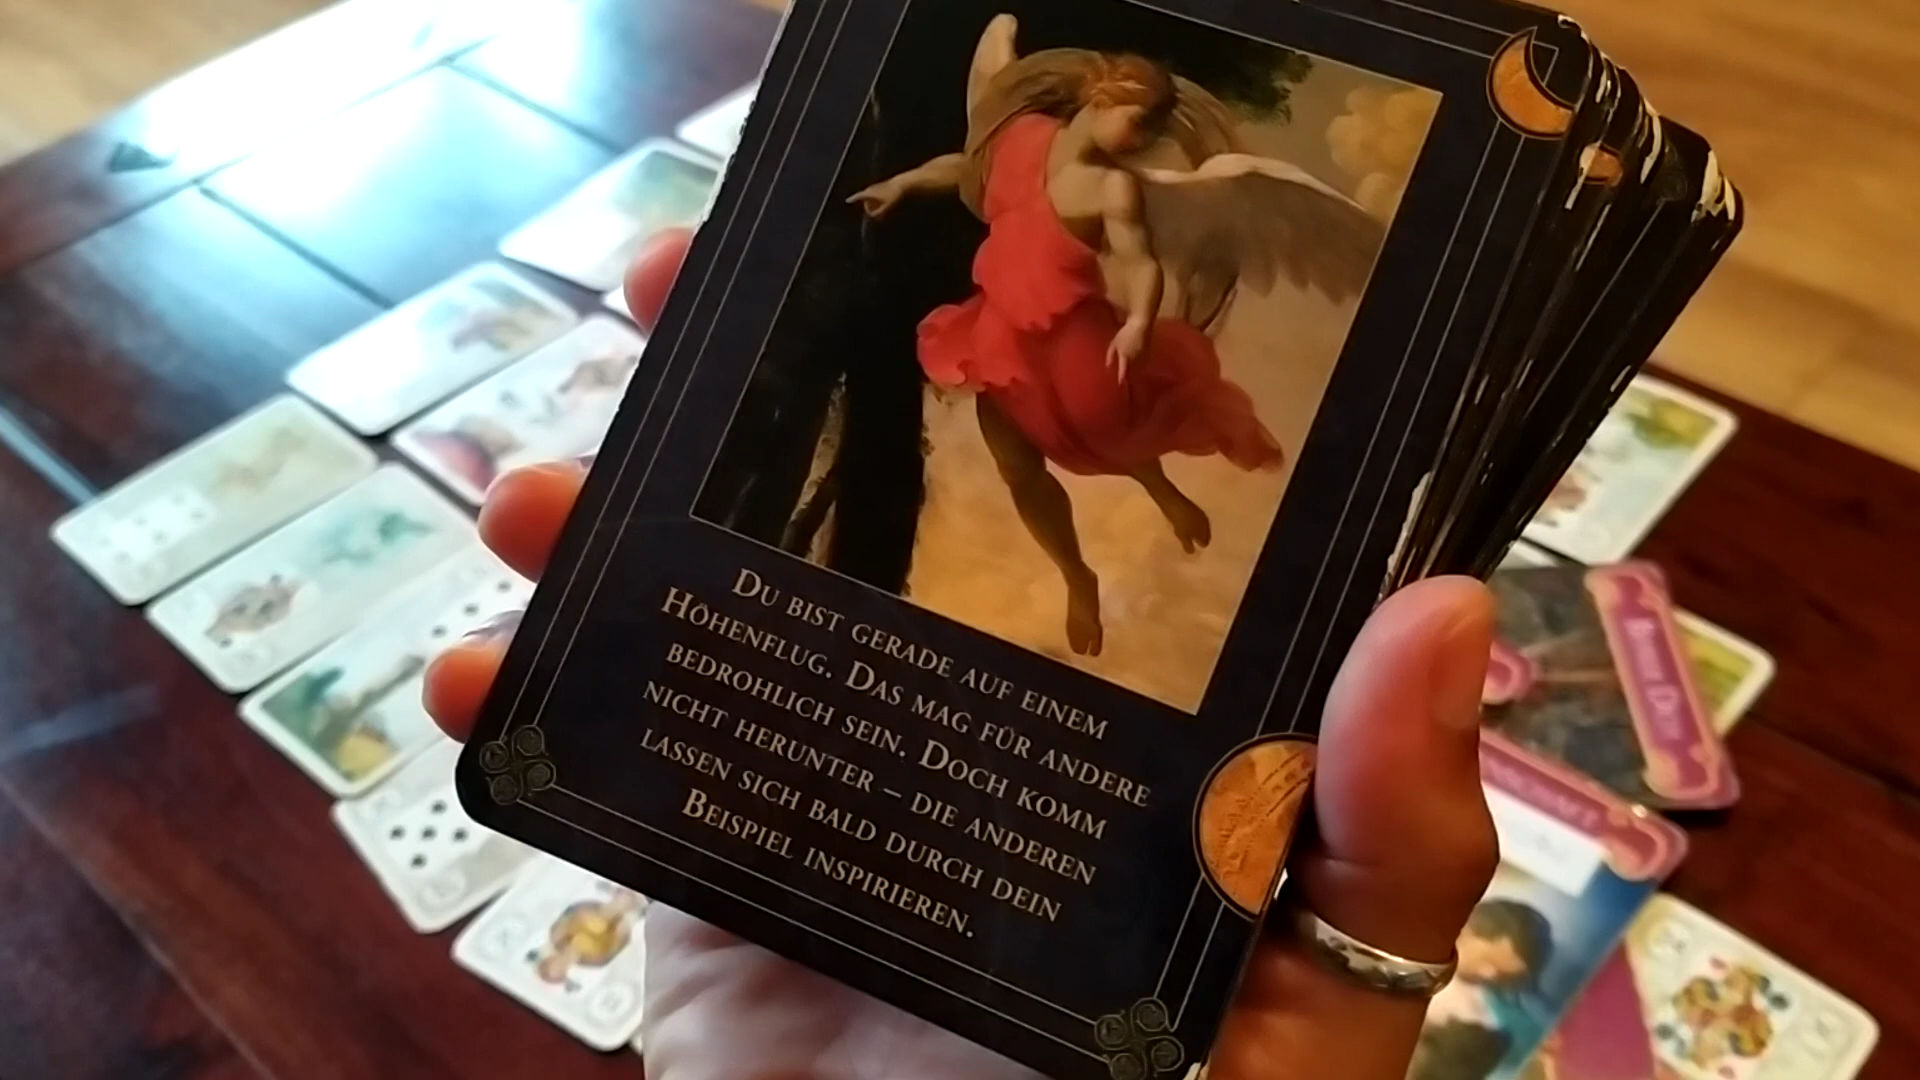 Du bist gerade auf einem
Höhenflug. Das mag für andere
bedrohlich sein. Doch komm
nicht herunter – die anderen
lassen sich bald durch dein
Beispiel inspirieren.